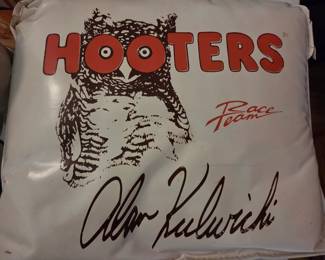 HOOTERS
Race
Team
Alan Kulwicki